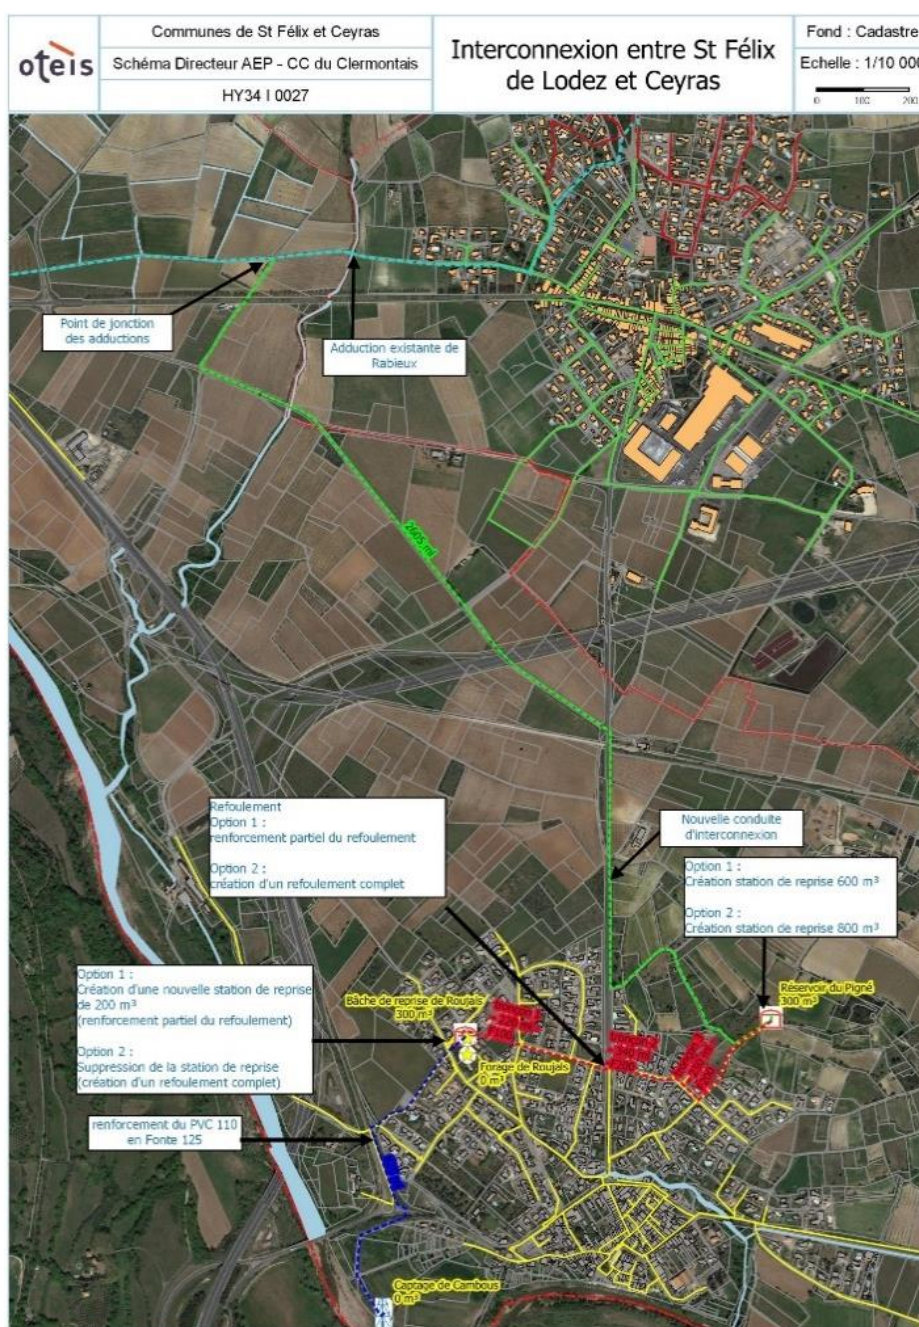 oteis
Communes de St Félix et Ceyras
Schéma Directeur AEP - CC du Clermontais
HY34 I 0027
Interconnexion entre St Félix
de Lodez et Ceyras
Fond : Cadastre
Echelle : 1/10 000
0 100 200
Point de jonction
des adductions
Adduction existante de
Rabieux
2605 ml
Refoulement
Option 1 :
renforcement partiel du refoulement
Option 2 :
création d'un refoulement complet
Nouvelle conduite
d'interconnexion
Option 1 :
Création station de reprise 600 m³
Option 2 :
Création station de reprise 800 m³
Option 1 :
Création d'une nouvelle station de reprise
de 200 m³
(renforcement partiel du refoulement)
Option 2 :
Suppression de la station de reprise
(création d'un refoulement complet)
Bâche de reprise de Roujals
300 m³
Réservoir du Pigné
300 m³
Forage de Roujals
0 m³
renforcement du PVC 110
en Fonte 125
Captage de Cambous
0 m³